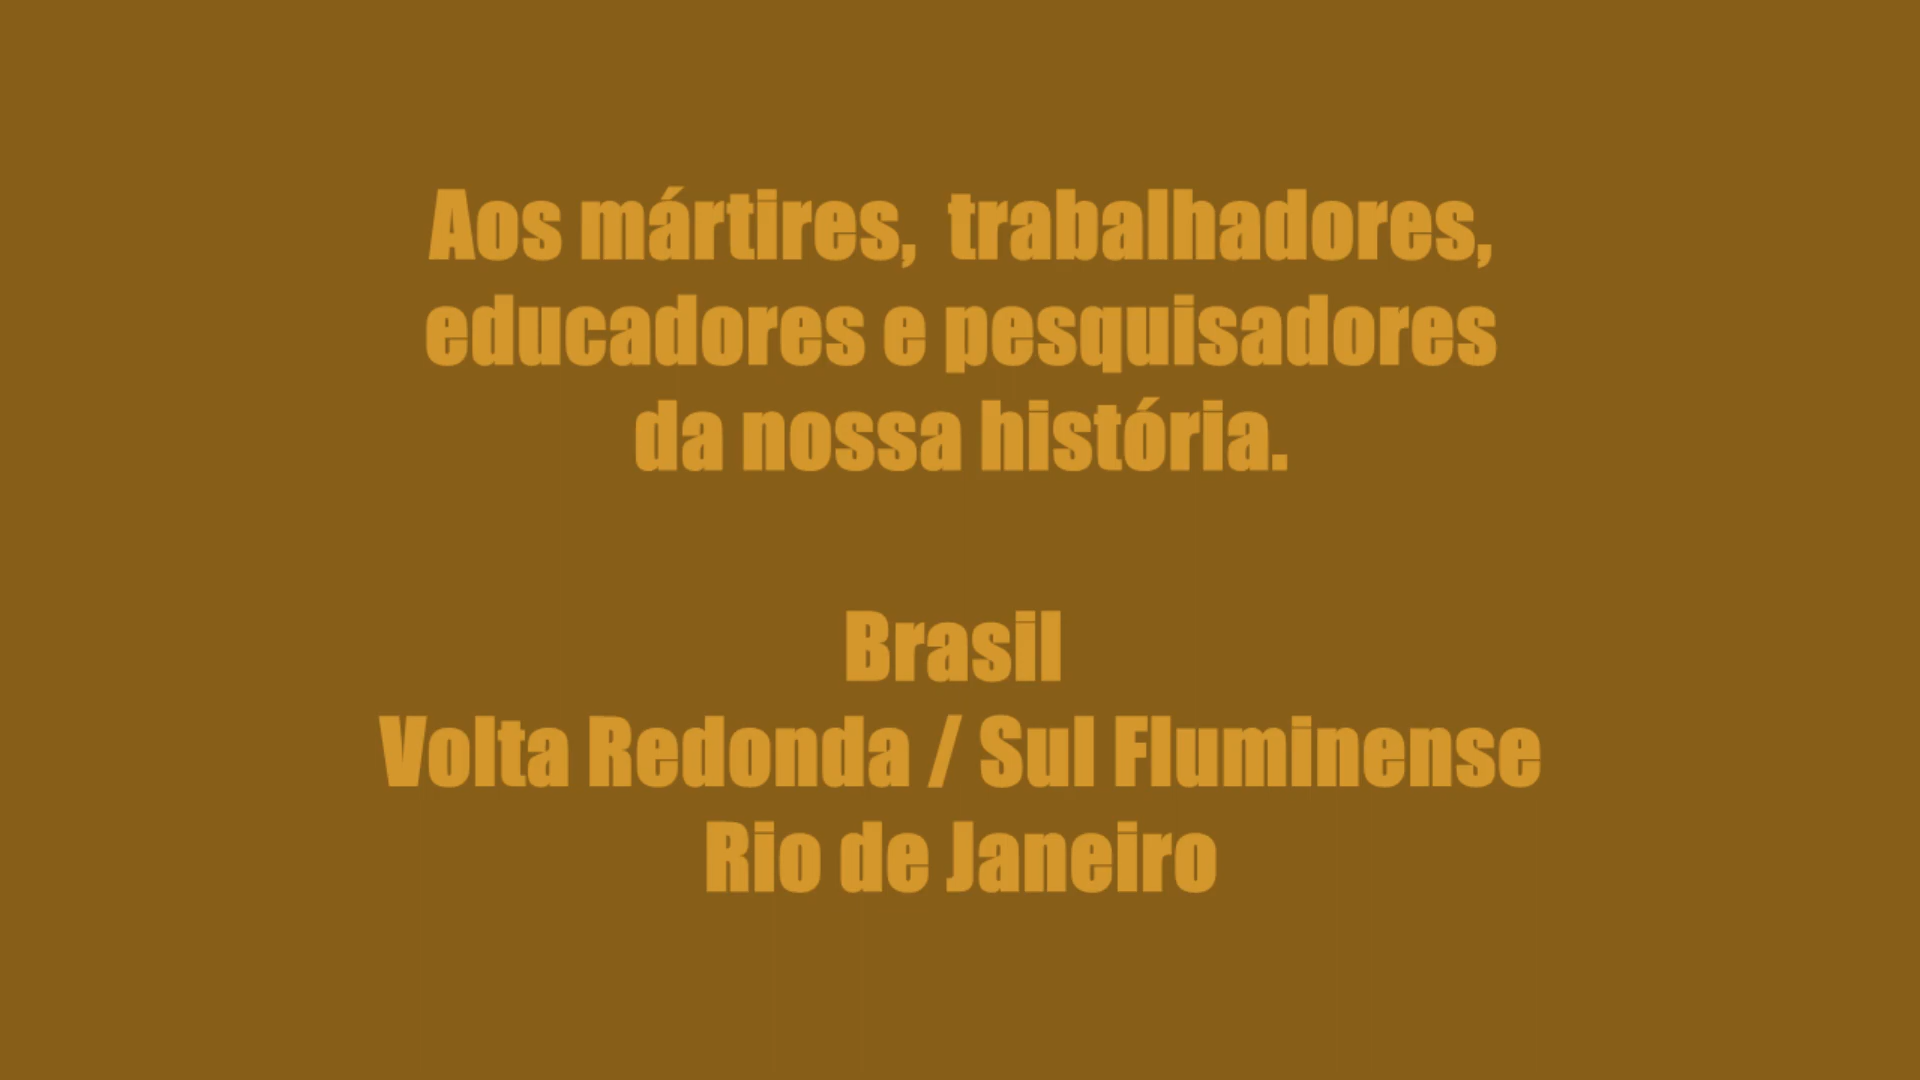 Aos mártires, trabalhadores,
educadores e pesquisadores
da nossa história.
Brasil
Volta Redonda / Sul Fluminense
Rio de Janeiro